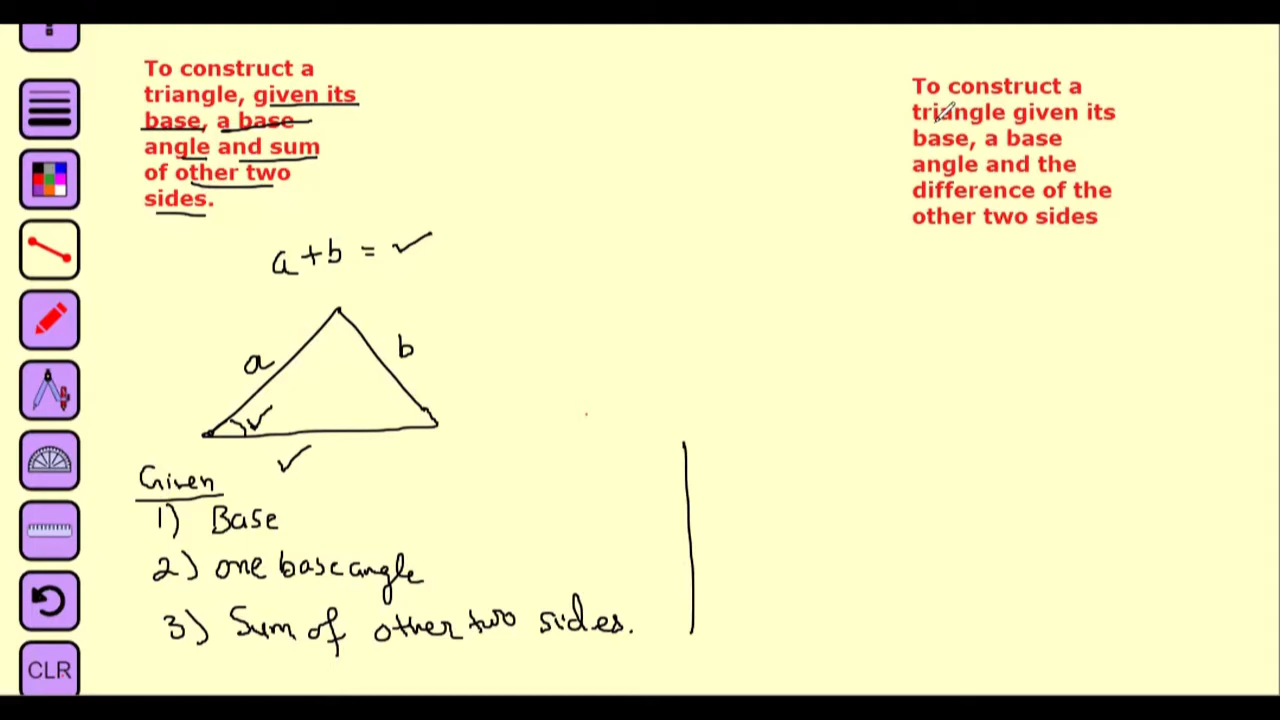 To construct a
triangle, given its
base, a base
angle and sum
of other two
sides.
a+b =
a
b
Given
1) Base
2) one base angle
3) Sum of other two sides.
To construct a
triangle given its
base, a base
angle and the
difference of the
other two sides
CLR